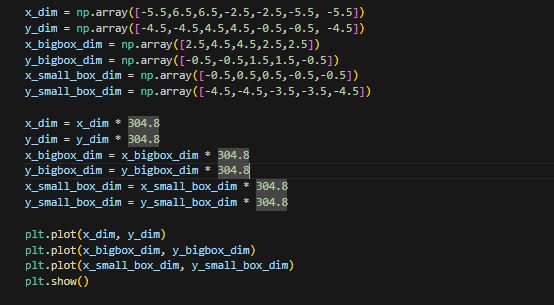 x_dim = np.array([-5.5,6.5,6.5,-2.5,-2.5,-5.5, -5.5])
y_dim = np.array([-4.5,-4.5,4.5,4.5,-0.5,-0.5, -4.5])
x_bigbox_dim = np.array([2.5,4.5,4.5,2.5,2.5])
y_bigbox_dim = np.array([-0.5,-0.5,1.5,1.5,-0.5])
x_small_box_dim = np.array([-0.5,0.5,0.5,-0.5,-0.5])
y_small_box_dim = np.array([-4.5,-4.5,-3.5,-3.5,-4.5])
x_dim = x_dim * 304.8
y_dim = y_dim * 304.8
x_bigbox_dim = x_bigbox_dim * 304.8
y_bigbox_dim = y_bigbox_dim * 304.8
x_small_box_dim = x_small_box_dim * 304.8
y_small_box_dim = y_small_box_dim * 304.8
plt.plot(x_dim, y_dim)
plt.plot(x_bigbox_dim, y_bigbox_dim)
plt.plot(x_small_box_dim, y_small_box_dim)
plt.show()